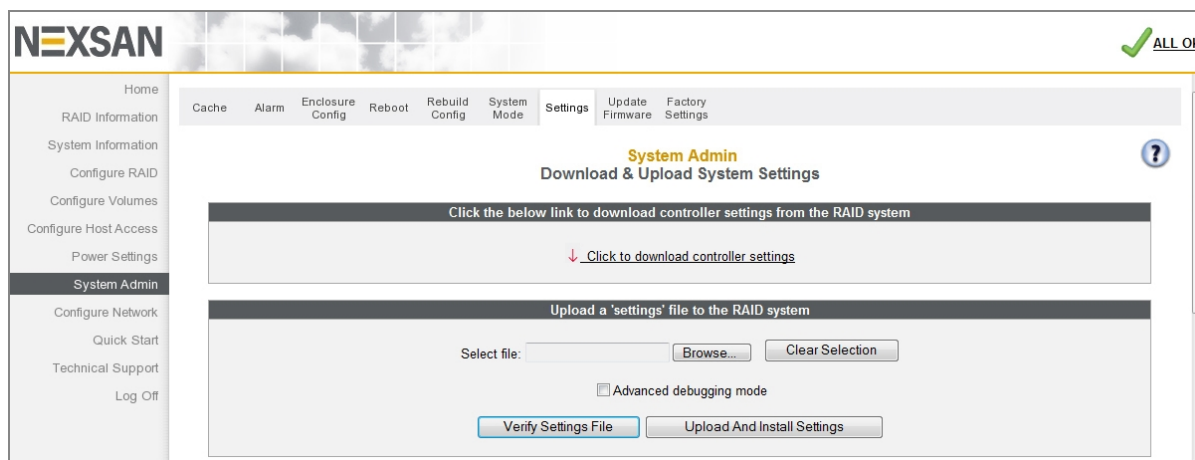 NEXSAN
ALL
Home
RAID Information
System Information
Configure RAID
Configure Volumes
Configure Host Access
Power Settings
System Admin
Configure Network
Quick Start
Technical Support
Log Off
Cache
Alarm
Enclosure
Config
Reboot
Rebuild
Config
System
Mode
Settings
Update
Firmware
Factory
Settings
?
System Admin
Download & Upload System Settings
Click the below link to download controller settings from the RAID system
Click to download controller settings
Upload a 'settings' file to the RAID system
Select file:
Browse...
Clear Selection
Advanced debugging mode
Verify Settings File
Upload And Install Settings